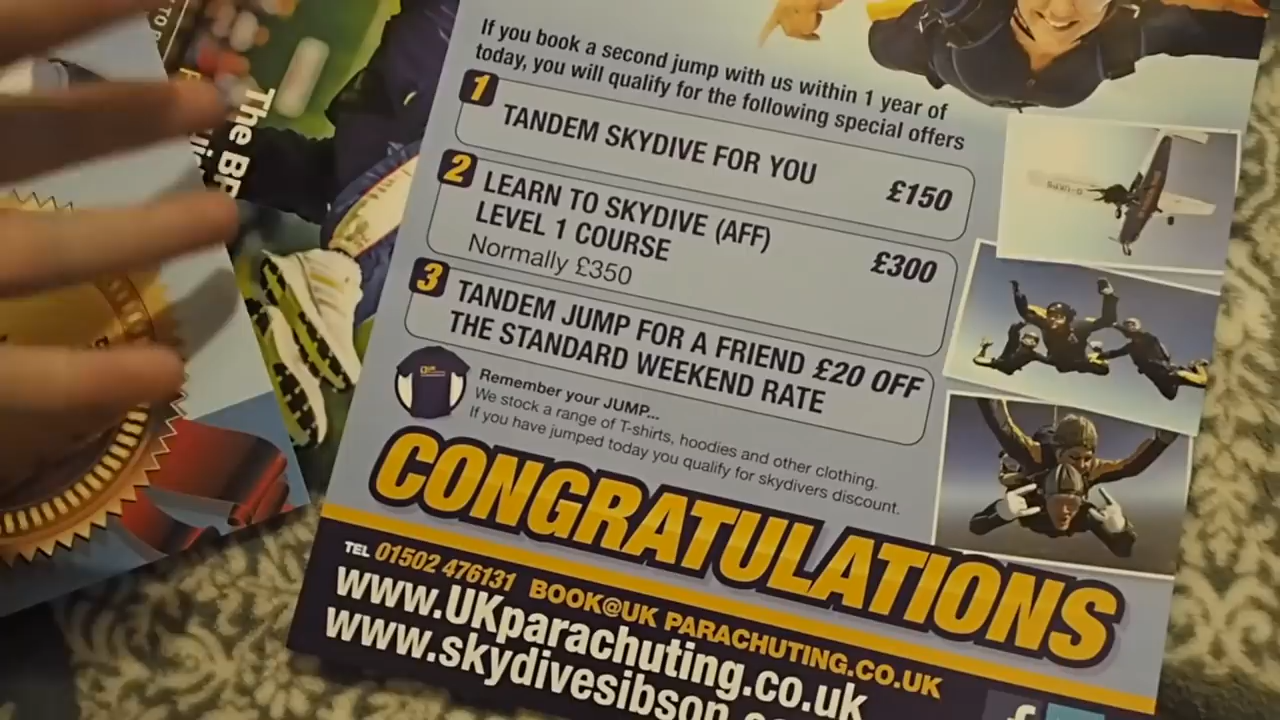 The BP
If you book a second jump with us within 1 year of
today, you will qualify for the following special offers
1
TANDEM SKYDIVE FOR YOU £150
2
LEARN TO SKYDIVE (AFF)
LEVEL 1 COURSE £300
Normally £350
3
TANDEM JUMP FOR A FRIEND £20 OFF
THE STANDARD WEEKEND RATE
Remember your JUMP...
We stock a range of T-shirts, hoodies and other clothing.
If you have jumped today you qualify for skydivers discount.
CONGRATULATIONS
TEL 01502 476131 BOOK@UK PARACHUTING.CO.UK
www.UKparachuting.co.uk
www.skydivesibson.co